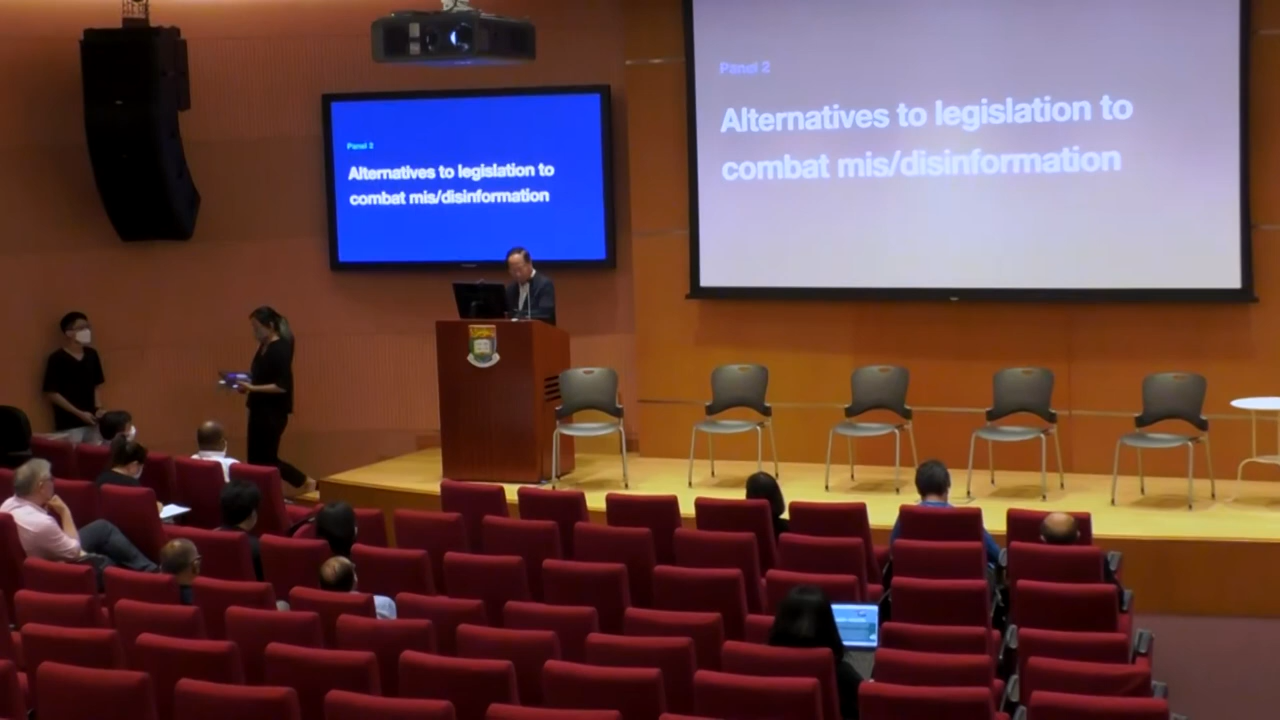 Panel 2
Alternatives to legislation to
combat mis/disinformation
Panel 2
Alternatives to legislation to
combat mis/disinformation